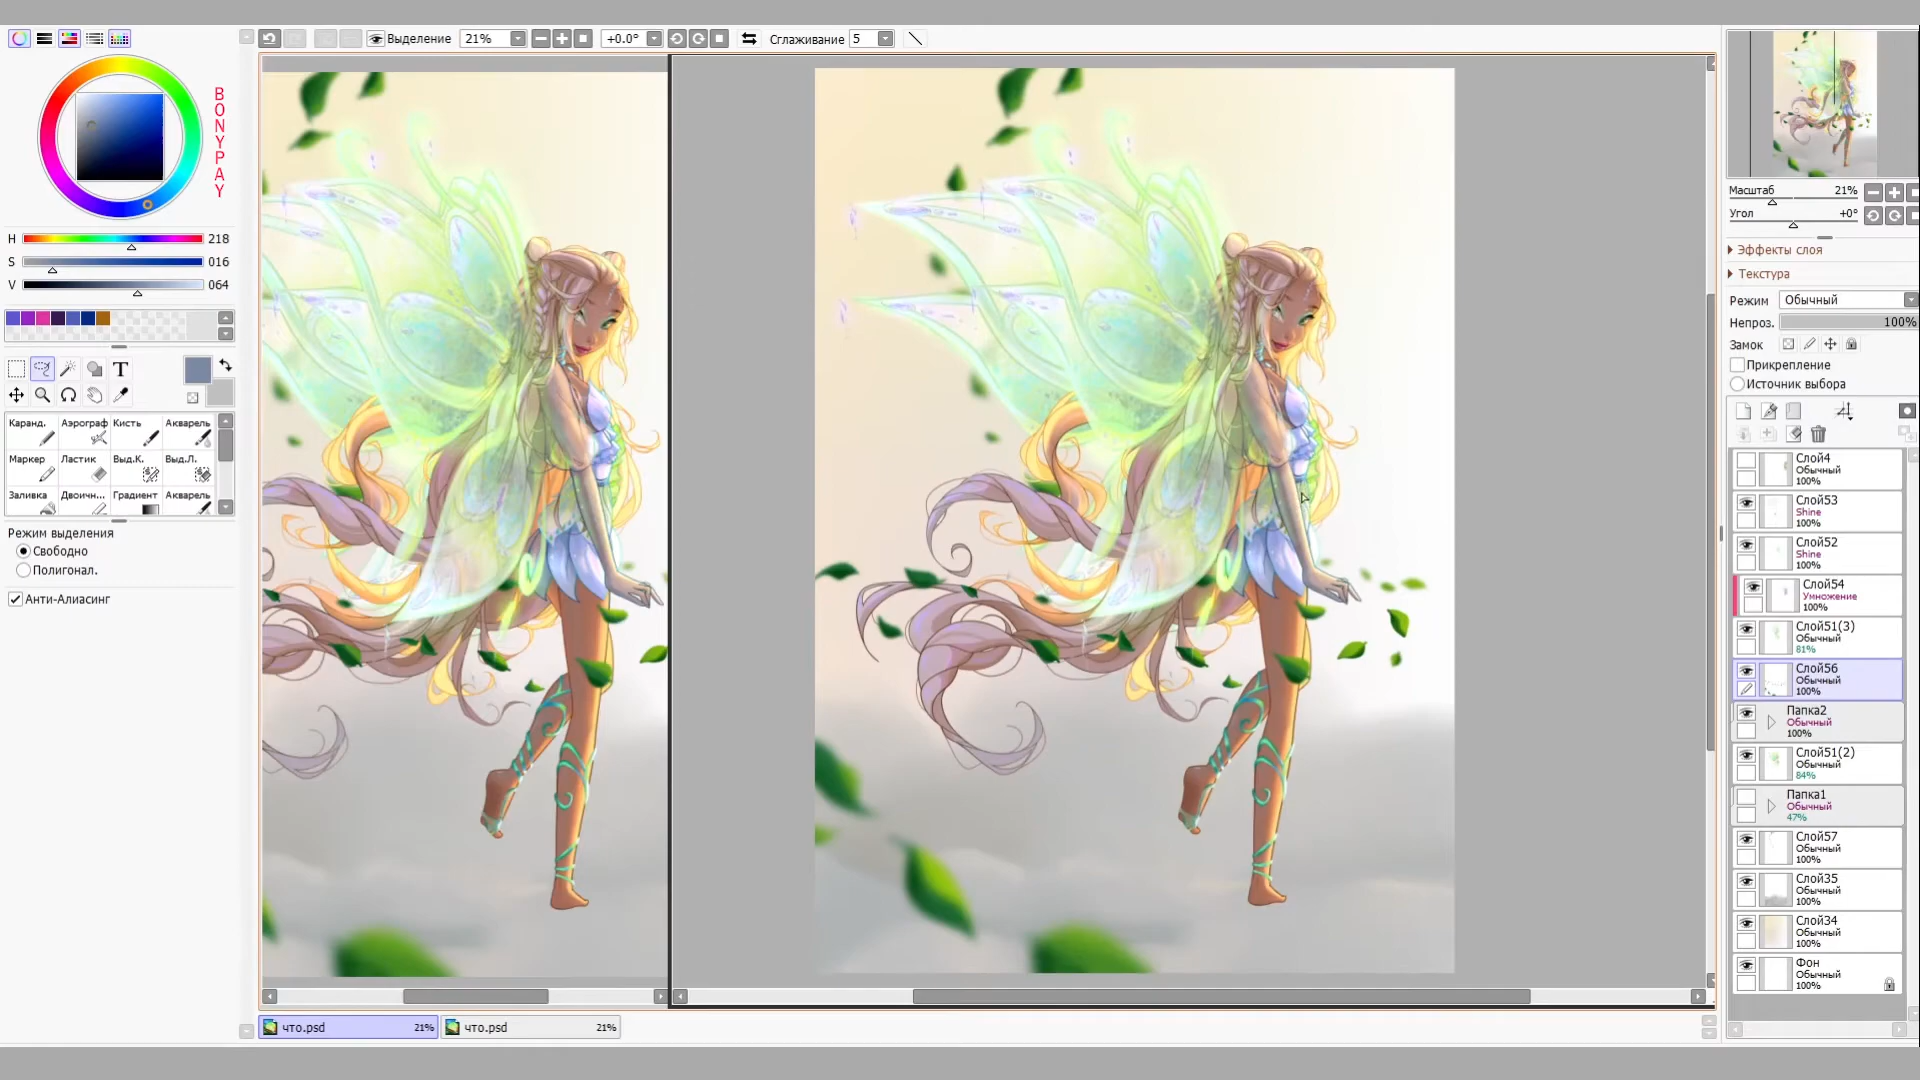 Выделение
21%
+0.0°
Сглаживание 5
BONYPAY
H 218
S 016
V 064
T
Каранд. Аэрограф Кисть Акварель
Маркер Ластик Выд.К. Выд.Л.
Заливка Двоичн... Градиент Акварель
Режим выделения
Свободно
Полигонал.
Анти-Алиасинг
Масштаб 21%
Угол +0°
Эффекты слоя
Текстура
Режим Обычный
Непроз. 100%
Замок
Прикрепление
Источник выбора
Слой4
Обычный
100%
Слой53
Shine
100%
Слой52
Shine
100%
Слой54
Умножение
100%
Слой51(3)
Обычный
81%
Слой56
Обычный
100%
Папка2
Обычный
100%
Слой51(2)
Обычный
84%
Папка1
Обычный
47%
Слой57
Обычный
100%
Слой35
Обычный
100%
Слой34
Обычный
100%
Фон
Обычный
100%
что.psd 21%
что.psd 21%